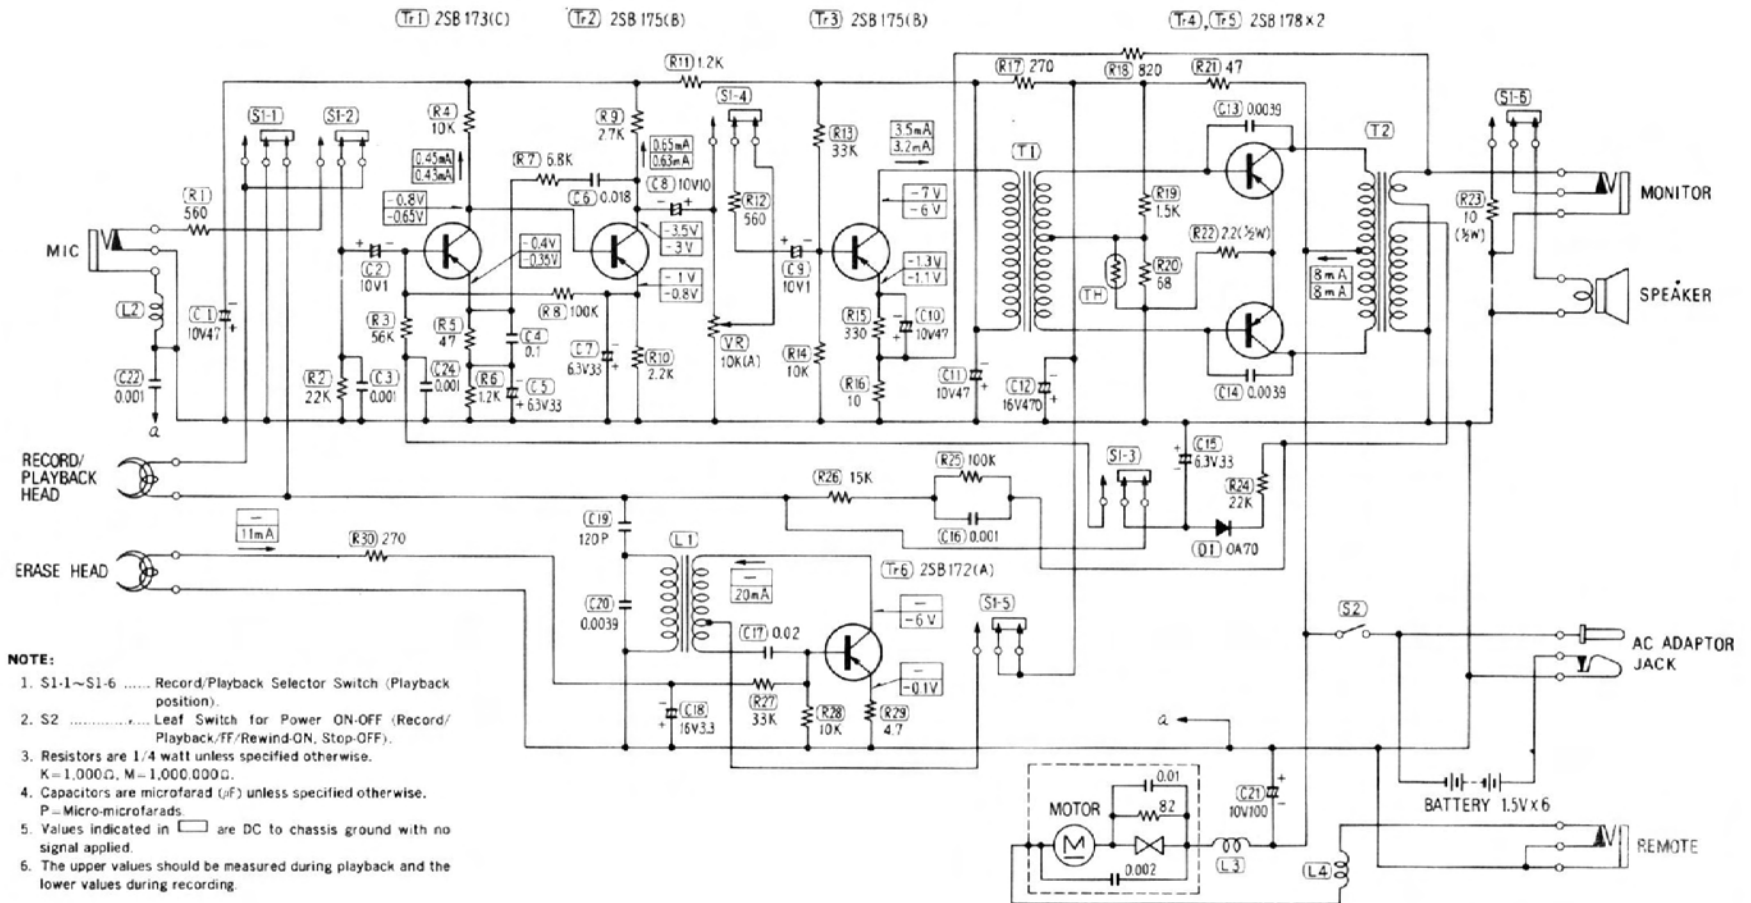 Tr1 2SB173(C)
Tr2 2SB175(B)
Tr3 2SB175(B)
Tr4, Tr5 2SB178×2
R11 1.2K
R17 270
R18 820
R21 47
S1-1
S1-2
R4
10K
R9
2.7K
S1-4
R13
33K
C13 0.0039
S1-6
0.45mA
0.43mA
R7 6.8K
0.65mA
0.63mA
3.5mA
3.2mA
T1
T2
C6 0.018
C8 10V10
R1
560
-0.8V
-0.65V
R12
560
-7V
-6V
R19
1.5K
R23
10
(½W)
MONITOR
MIC
-0.4V
-0.35V
-3.5V
-3V
R22 2.2(½W)
C2
10V1
-1V
-0.8V
C9
10V1
-1.3V
-1.1V
TH
R20
68
8mA
8mA
SPEAKER
L2
C1
10V47
R3
56K
R5
47
R8 100K
C4
0.1
VR
10K(A)
R15
330
C10
10V47
C22
0.001
R2
22K
C3
0.001
C24
0.001
R6
1.2K
C5
6.3V33
C7
6.3V33
R10
2.2K
R14
10K
R16
10
C11
10V47
C12
16V470
C14 0.0039
a
RECORD/
PLAYBACK
HEAD
R26 15K
R25 100K
C16 0.001
S1-3
C15
6.3V33
R24
22K
D1 OA70
-
11mA
R30 270
C19
120P
L1
ERASE HEAD
-
20mA
Tr6 2SB172(A)
C20
0.0039
C17 0.02
-
-6V
S1-5
S2
AC ADAPTOR
JACK
-
-0.1V
C18
16V3.3
R27
33K
R28
10K
R29
4.7
a
BATTERY 1.5V×6
MOTOR
M
0.01
82
0.002
L3
C21
10V100
L4
REMOTE
NOTE:
1. S1-1~S1-6 ...... Record/Playback Selector Switch (Playback
position).
2. S2 .............. Leaf Switch for Power ON-OFF (Record/
Playback/FF/Rewind-ON, Stop-OFF).
3. Resistors are 1/4 watt unless specified otherwise.
K=1,000Ω, M=1,000,000Ω.
4. Capacitors are microfarad (μF) unless specified otherwise.
P=Micro-microfarads.
5. Values indicated in are DC to chassis ground with no
signal applied.
6. The upper values should be measured during playback and the
lower values during recording.